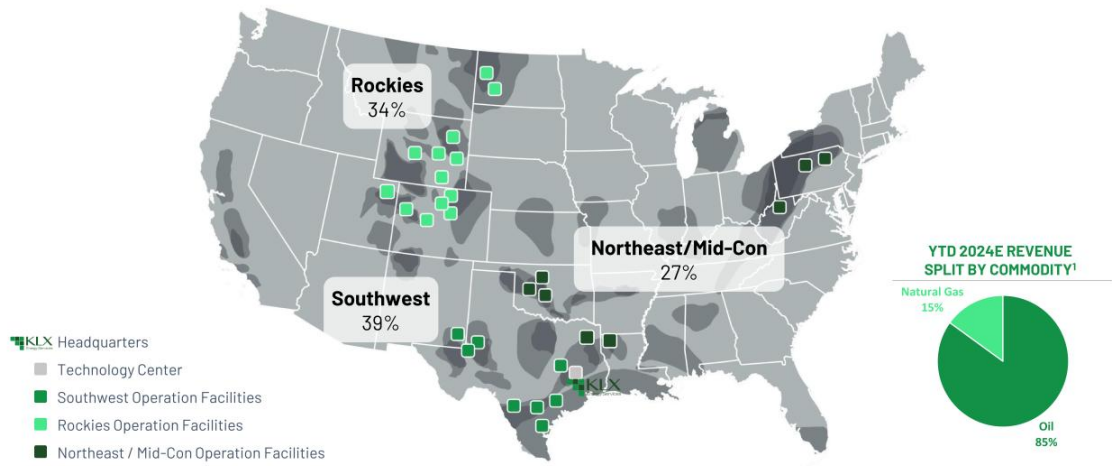 Rockies
34%
Northeast/Mid-Con
27%
Southwest
39%
KLX Headquarters
Technology Center
Southwest Operation Facilities
Rockies Operation Facilities
Northeast / Mid-Con Operation Facilities
KLX
YTD 2024E REVENUE
SPLIT BY COMMODITY¹
Natural Gas
15%
Oil
85%